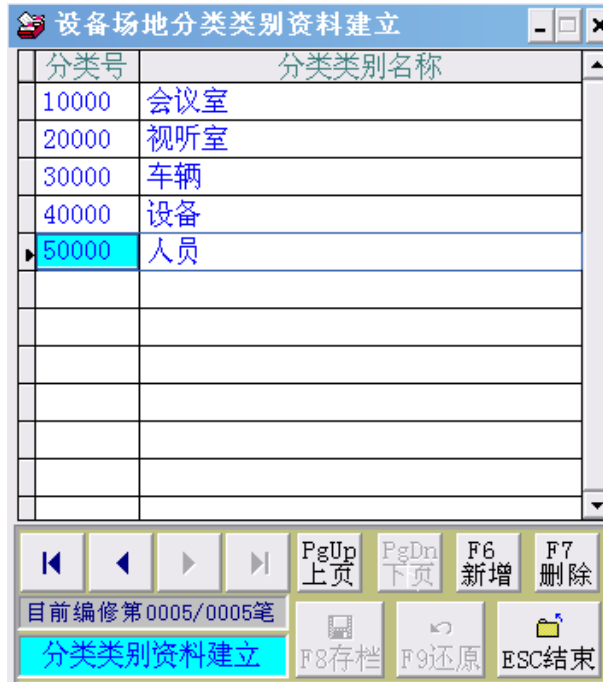 设备场地分类类别资料建立
分类号 分类类别名称
10000 会议室
20000 视听室
30000 车辆
40000 设备
50000 人员
PgUp 上页
PgDn 下页
F6 新增
F7 删除
目前编修第0005/0005笔
分类类别资料建立
F8存档
F9还原
ESC结束